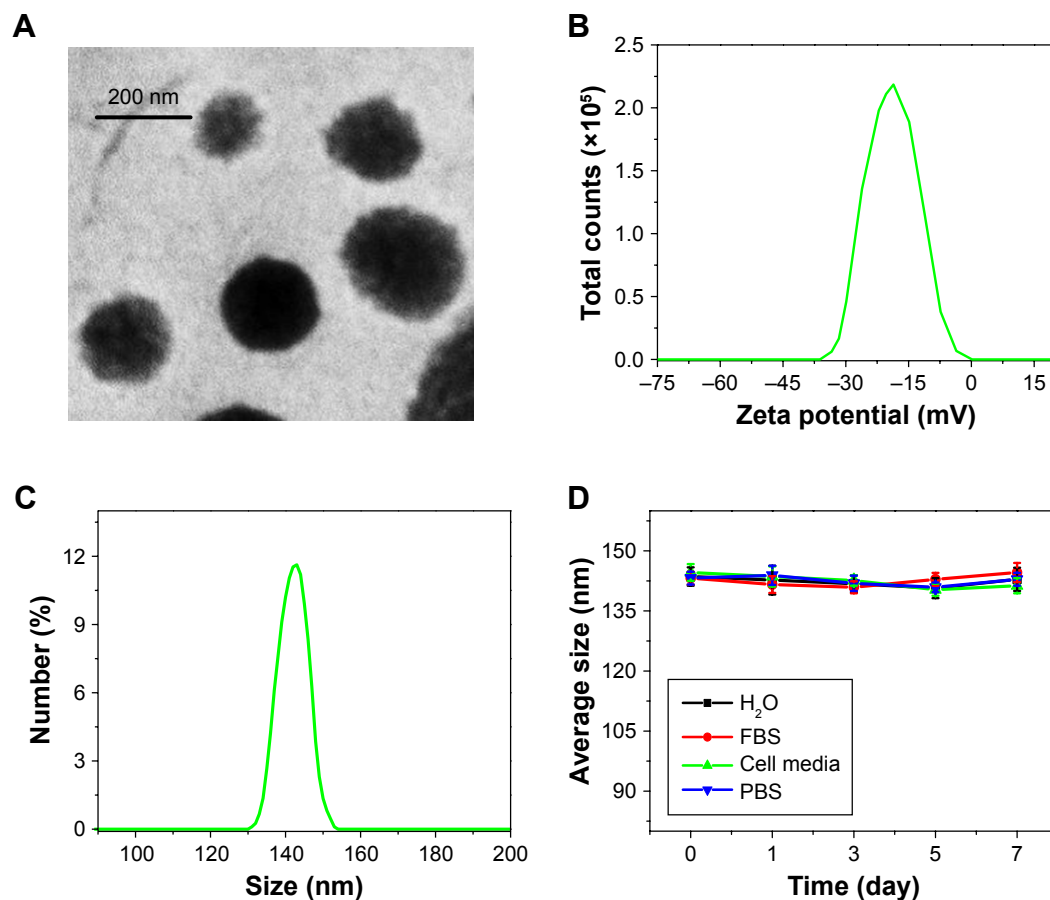 A
200 nm
B
Total counts (×10⁵)
2.5
2.0
1.5
1.0
0.5
0.0
–75 –60 –45 –30 –15 0 15
Zeta potential (mV)
C
Number (%)
12
9
6
3
0
100 120 140 160 180 200
Size (nm)
D
Average size (nm)
150
135
120
105
90
H₂O
FBS
Cell media
PBS
0 1 3 5 7
Time (day)